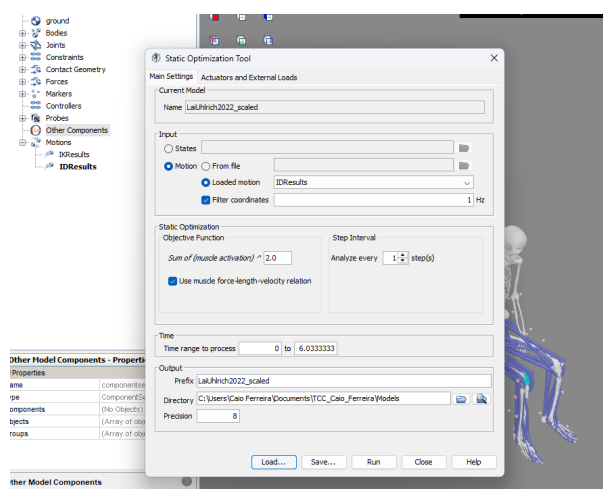 ground
Bodies
Joints
Constraints
Contact Geometry
Forces
Markers
Controllers
Probes
Other Components
Motions
IKResults
IDResults
Static Optimization Tool
Main Settings Actuators and External Loads
Current Model
Name LaiUhlrich2022_scaled
Input
States
Motion From file
Loaded motion IDResults
Filter coordinates 1 Hz
Static Optimization
Objective Function Step Interval
Sum of (muscle activation) ^ 2.0 Analyze every 1 step(s)
Use muscle force-length-velocity relation
Time
Time range to process 0 to 6.0333333
Output
Prefix LaiUhlrich2022_scaled
Directory C:\Users\Caio Ferreira\Documents\TCC_Caio_Ferreira\Models
Precision 8
Load... Save... Run Close Help
Other Model Components - Properti
Properties
ame componentse
ype ComponentSe
omponents (No Objects)
bjects (Array of obj
roups (Array of obj
ther Model Components